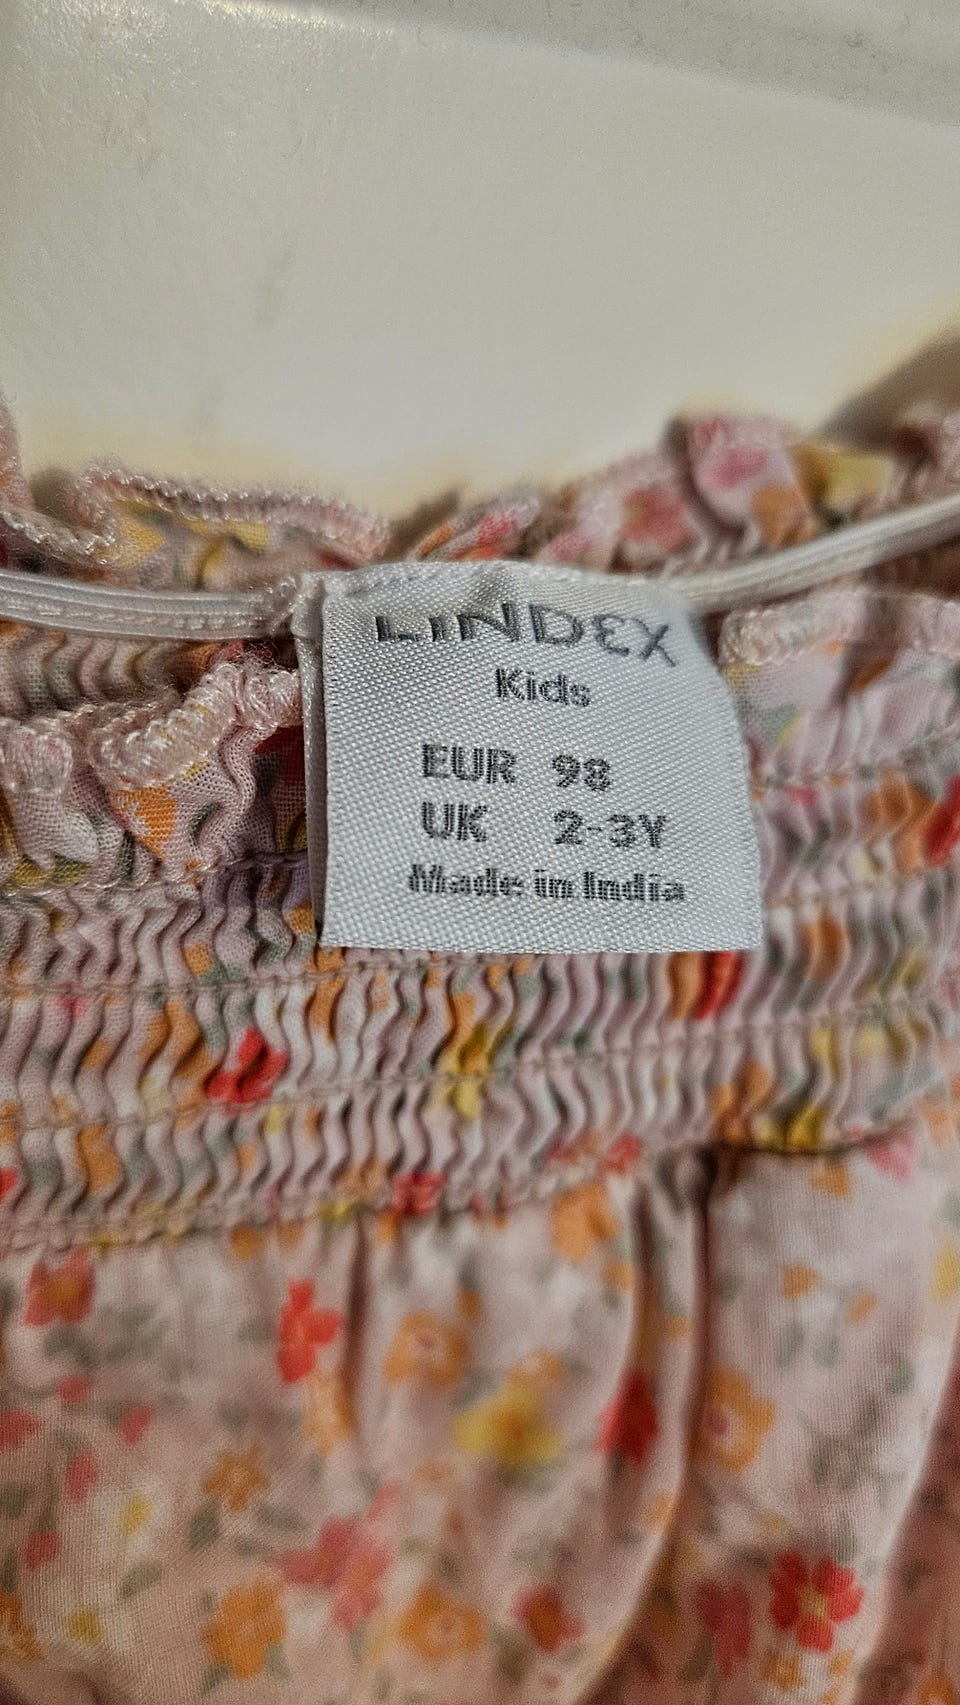 LINDEX
Kids
EUR 98
UK 2-3Y
Made in India